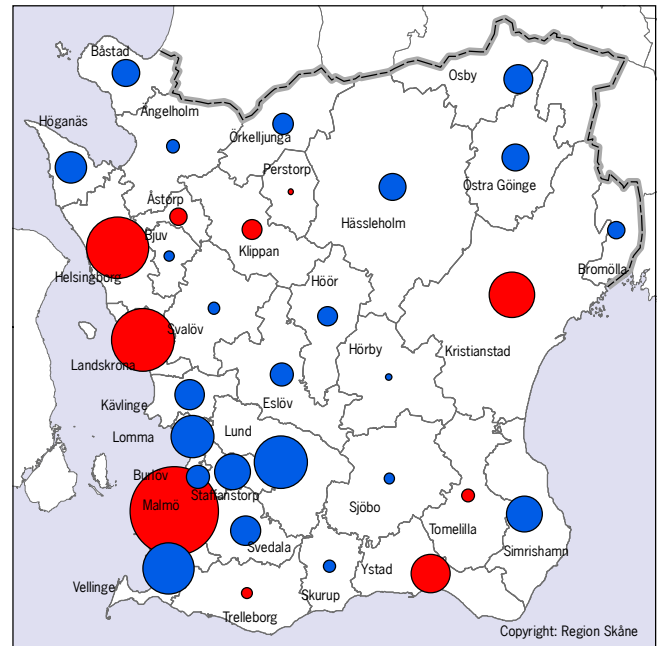 Båstad
Osby
Ängelholm
Höganäs
Örkelljunga
Perstorp
Östra Göinge
Åstorp
Hässleholm
Bjuv
Klippan
Helsingborg
Bromölla
Höör
Svalöv
Hörby
Kristianstad
Landskrona
Kävlinge
Eslöv
Lomma
Lund
Burlöv
Staffanstorp
Malmö
Sjöbo
Tomelilla
Svedala
Simrishamn
Ystad
Vellinge
Skurup
Trelleborg
Copyright: Region Skåne